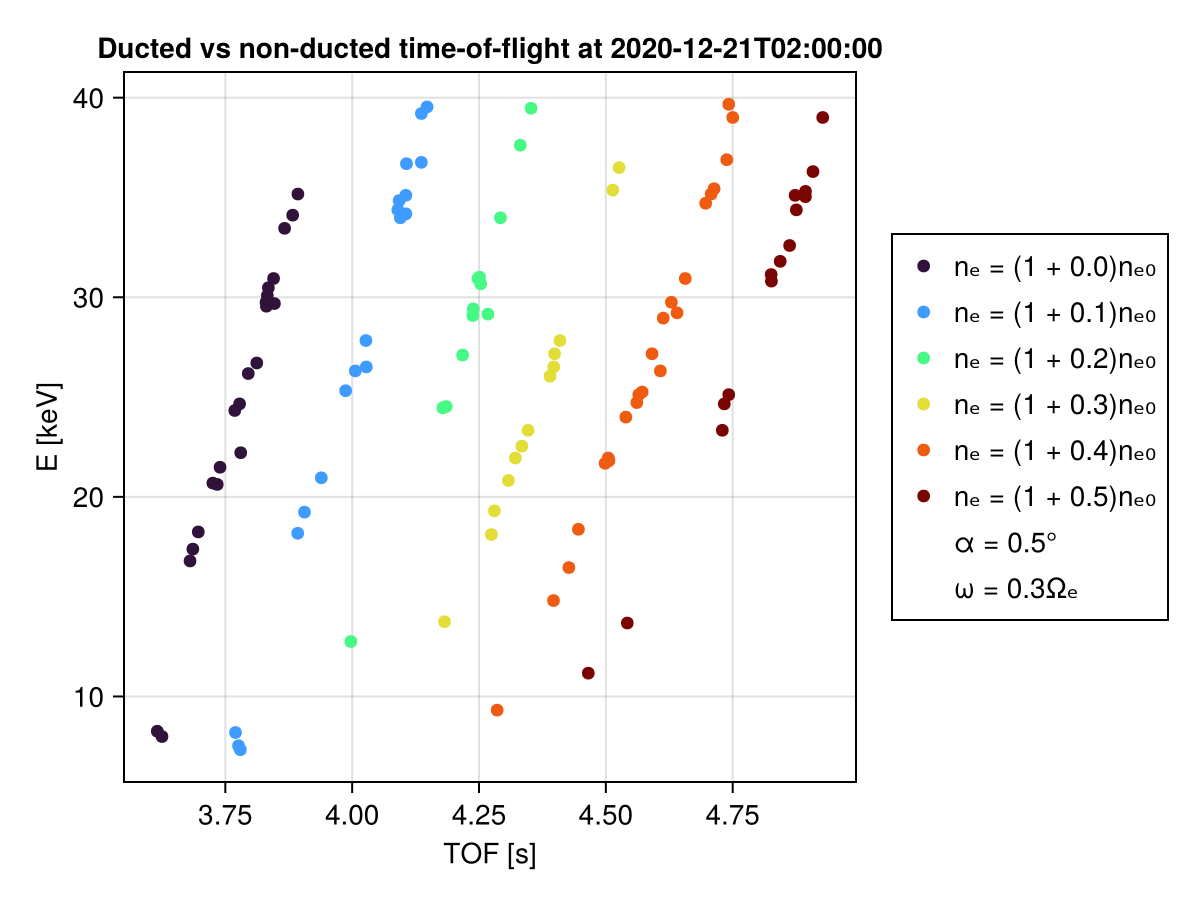 Ducted vs non-ducted time-of-flight at 2020-12-21T02:00:00
40
30
20
10
E [keV]
3.75 4.00 4.25 4.50 4.75
TOF [s]
nₑ = (1 + 0.0)nₑ₀
nₑ = (1 + 0.1)nₑ₀
nₑ = (1 + 0.2)nₑ₀
nₑ = (1 + 0.3)nₑ₀
nₑ = (1 + 0.4)nₑ₀
nₑ = (1 + 0.5)nₑ₀
α = 0.5°
ω = 0.3Ωₑ